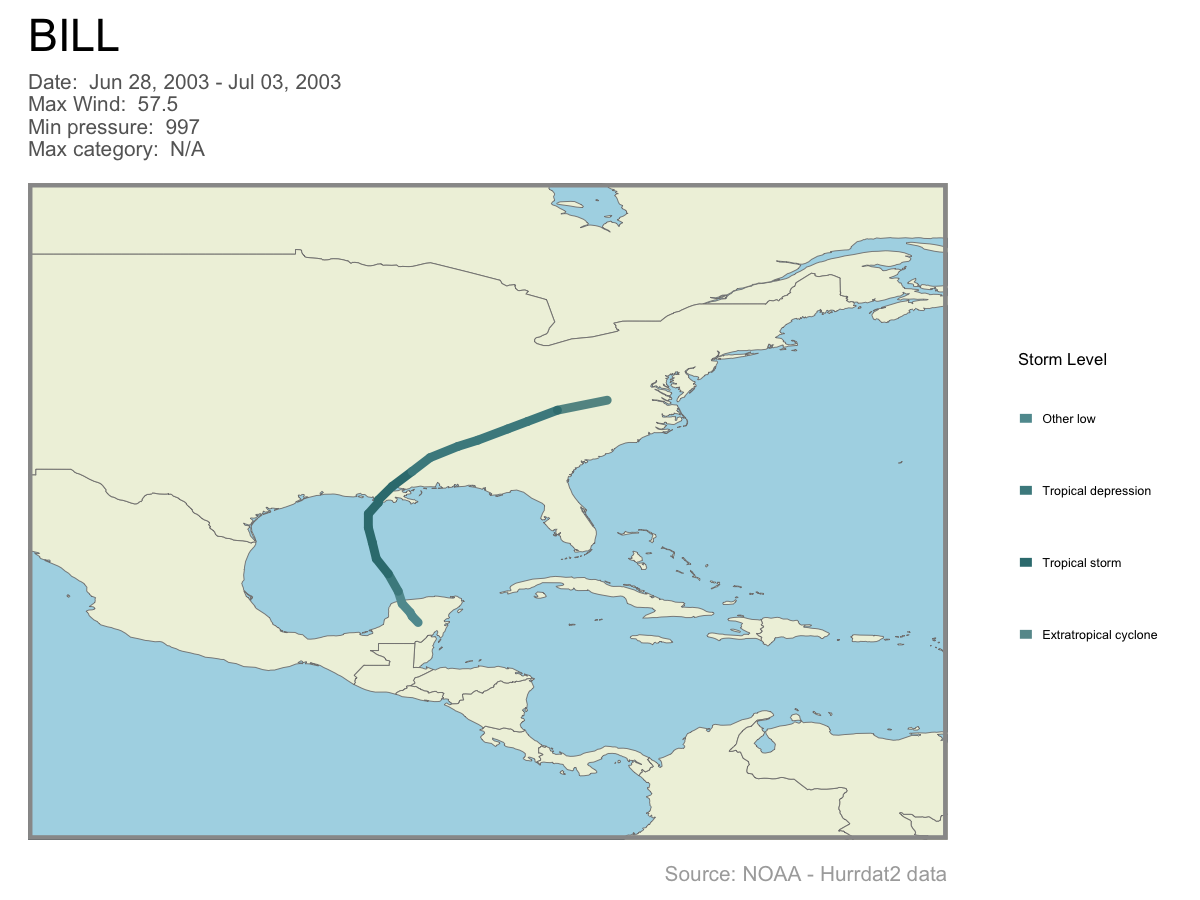 BILL
Date:  Jun 28, 2003 - Jul 03, 2003
Max Wind:  57.5
Min pressure:  997
Max category:  N/A
Storm Level
Other low
Tropical depression
Tropical storm
Extratropical cyclone
Source: NOAA - Hurrdat2 data